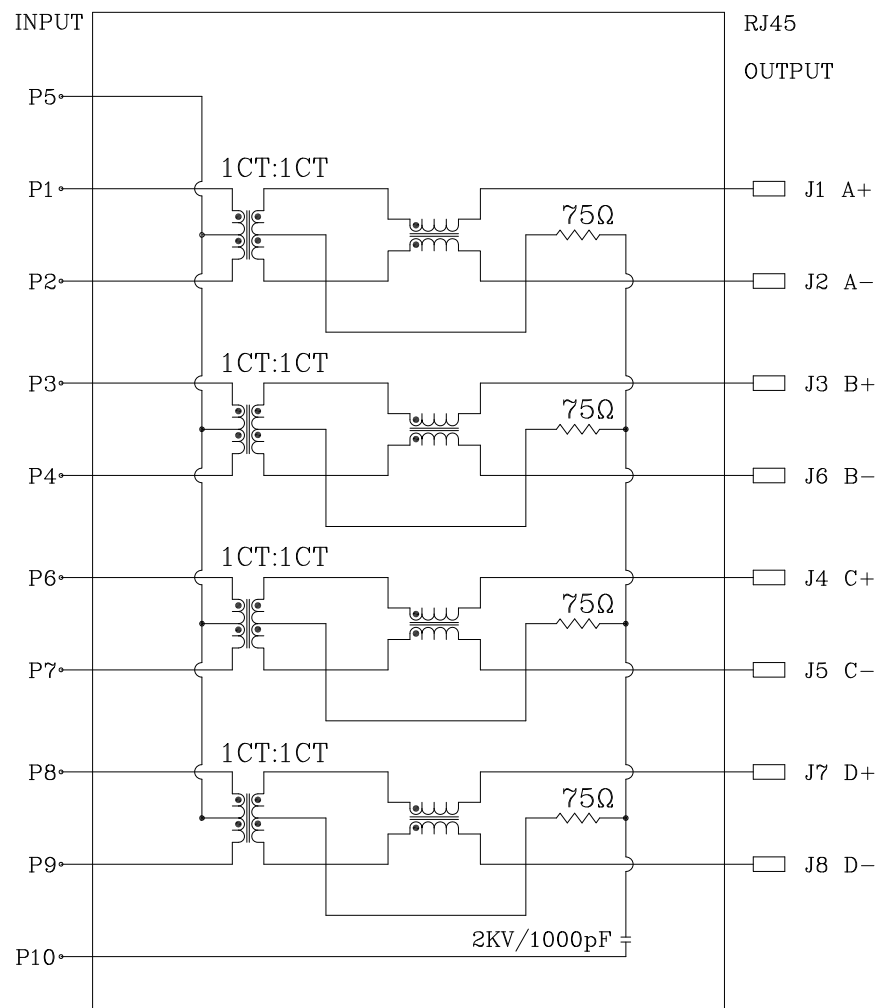 INPUT
RJ45
OUTPUT
P5
1CT:1CT
P1
J1 A+
75Ω
P2
J2 A-
1CT:1CT
P3
J3 B+
75Ω
P4
J6 B-
1CT:1CT
P6
J4 C+
75Ω
P7
J5 C-
1CT:1CT
P8
J7 D+
75Ω
P9
J8 D-
2KV/1000pF
P10